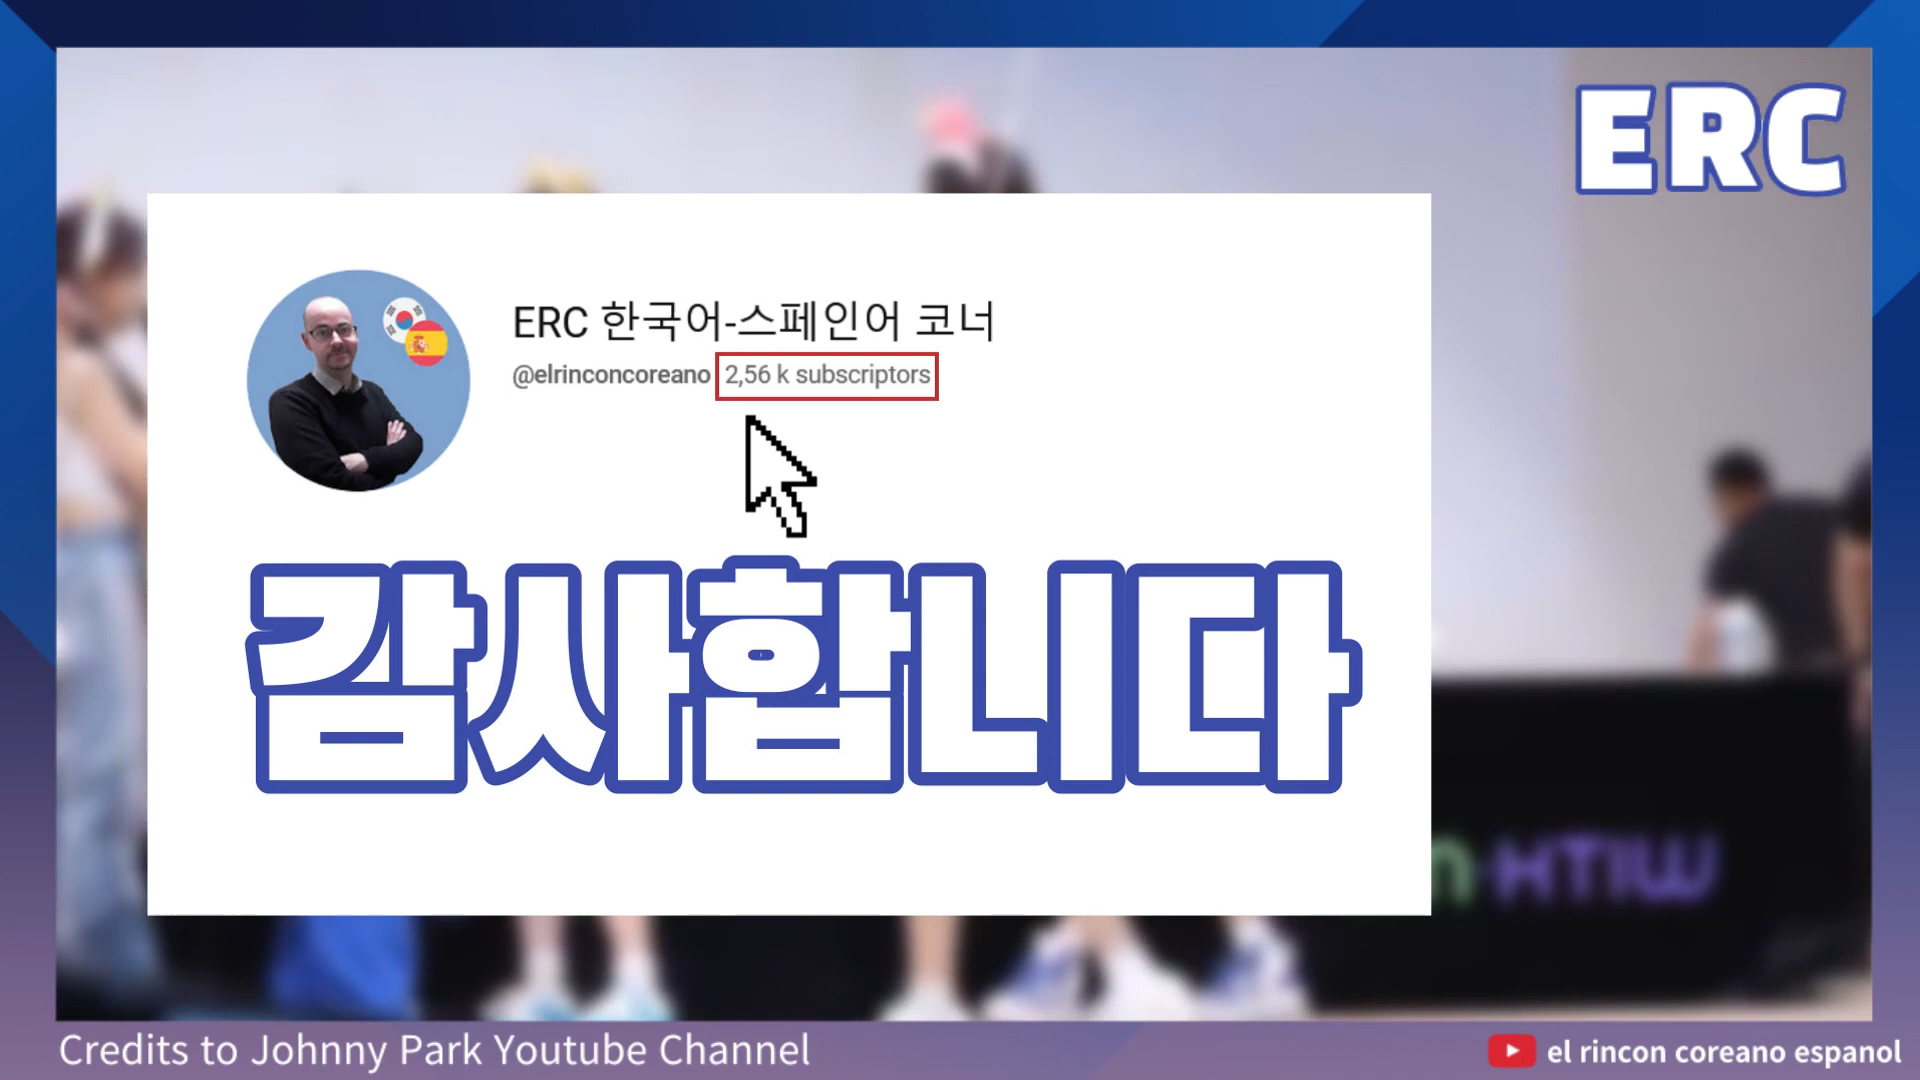 ERC
ERC 한국어-스페인어 코너
@elrinconcoreano 2,56 k subscriptors
감사합니다
WITH
Credits to Johnny Park Youtube Channel
el rincon coreano espanol